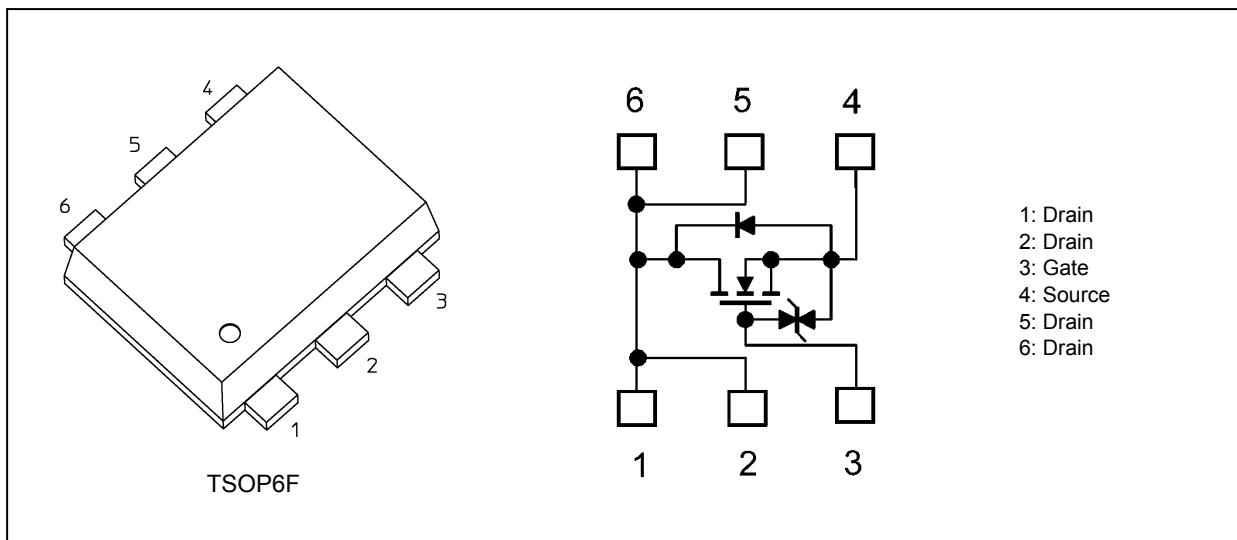 4
5
6
3
2
1
TSOP6F
6 5 4
1 2 3
1: Drain
2: Drain
3: Gate
4: Source
5: Drain
6: Drain